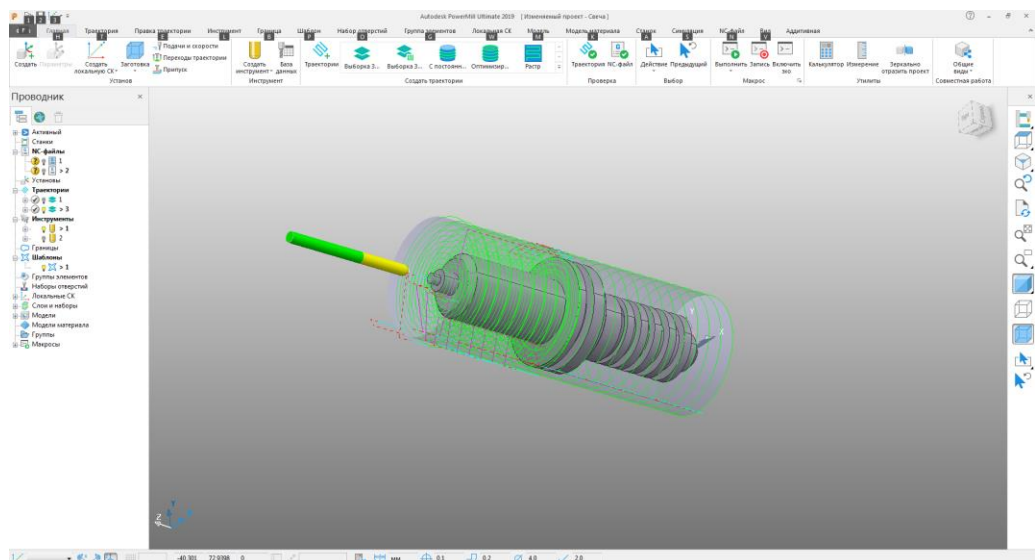 Autodesk PowerMill Ultimate 2019 [Изменяемый проект - Свеча]
Главная Траектория Правка траектории Инструмент Граница Шаблон Набор отверстий Группа элементов Локальная СК Модель Модель материала Станок Симуляция NC-файл Вид Аддитивная
Создать Параметры Создать локальную СК Заготовка
Подачи и скорости
Переходы траектории
Припуск
Создать инструмент База данных
Траектории Выборка З... Выборка З... С постоянн... Оптимизир... Растр
Траектория NC-файл Действие Предыдущий Выполнить Запись Включить эхо Калькулятор Измерение Зеркально отразить проект Общие виды
Установ Инструмент Создать траектории Проверка Выбор Макрос Утилиты Совместная работа
Проводник
Активный
Станки
NC-файлы
1
> 2
Установы
Траектории
1
> 3
Инструменты
> 1
2
Границы
Шаблоны
> 1
Группы элементов
Наборы отверстий
Локальные СК
Слои и наборы
Модели
Модели материала
Группы
Макросы
Y
X
Z
-40.301 72.9398 0 мм 0.1 0.2 4.0 2.0